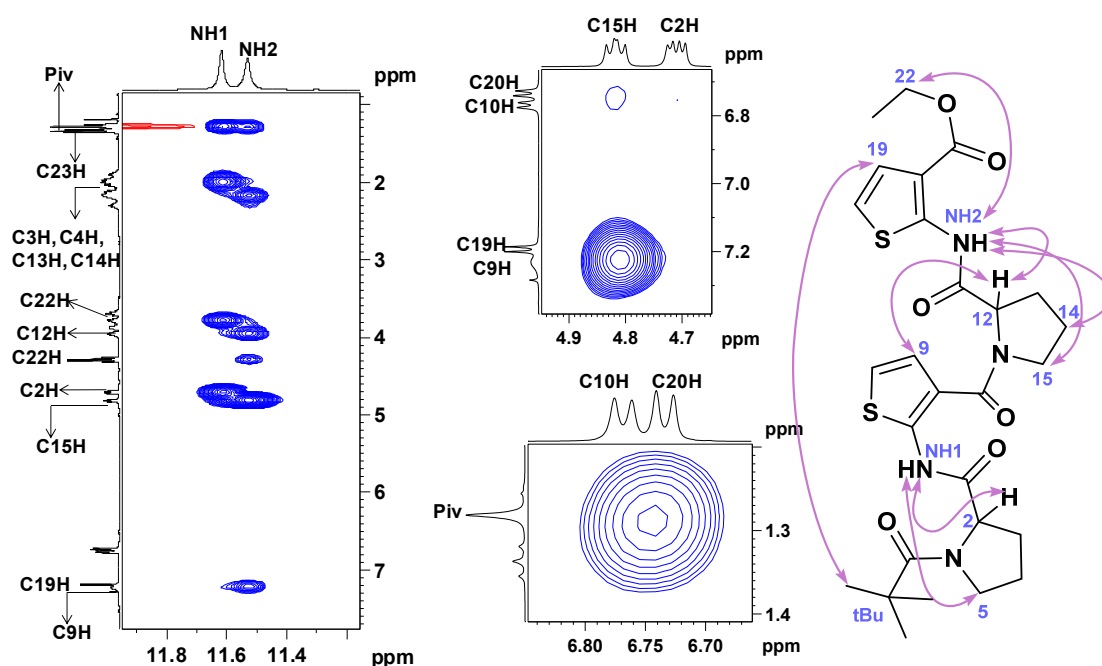 NH1
NH2
Piv
ppm
C23H
2
C3H, C4H,
C13H, C14H
3
C22H
C12H
4
C22H
C2H
5
C15H
6
7
C19H
C9H
11.8 11.6 11.4 ppm
C15H C2H
ppm
C20H
C10H
6.8
7.0
C19H
C9H
7.2
4.9 4.8 4.7
ppm
C10H C20H
ppm
Piv
1.3
1.4
6.80 6.75 6.70 ppm
22
O
O
19
S
NH2
N
H
H
O
12
14
N
15
9
S
O
NH1
H
N
O
H
2
O
N
tBu
5